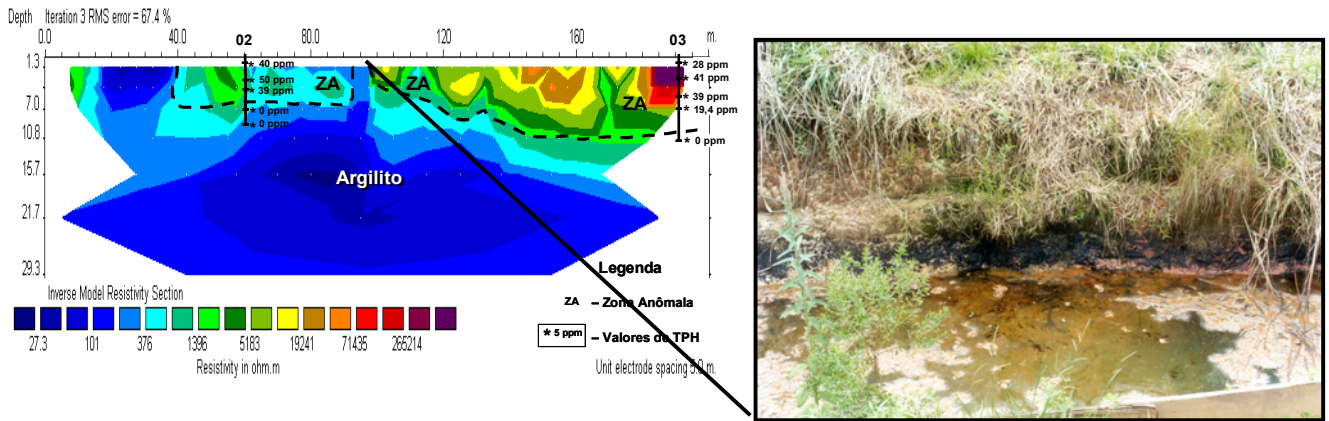 Depth Iteration 3 RMS error = 67.4 %
0.0 40.0 02 80.0 120 160 03 m.
1.3
7.0
10.8
15.7
21.7
29.3
* 40 ppm
* 50 ppm
* 39 ppm
* 0 ppm
* 0 ppm
ZA
ZA
ZA
* 28 ppm
* 41 ppm
* 39 ppm
* 19,4 ppm
* 0 ppm
Argilito
Legenda
ZA – Zona Anômala
* 5 ppm – Valores de TPH
Inverse Model Resistivity Section
27.3 101 376 1396 5183 19241 71435 265214
Resistivity in ohm.m
Unit electrode spacing 5.0 m.